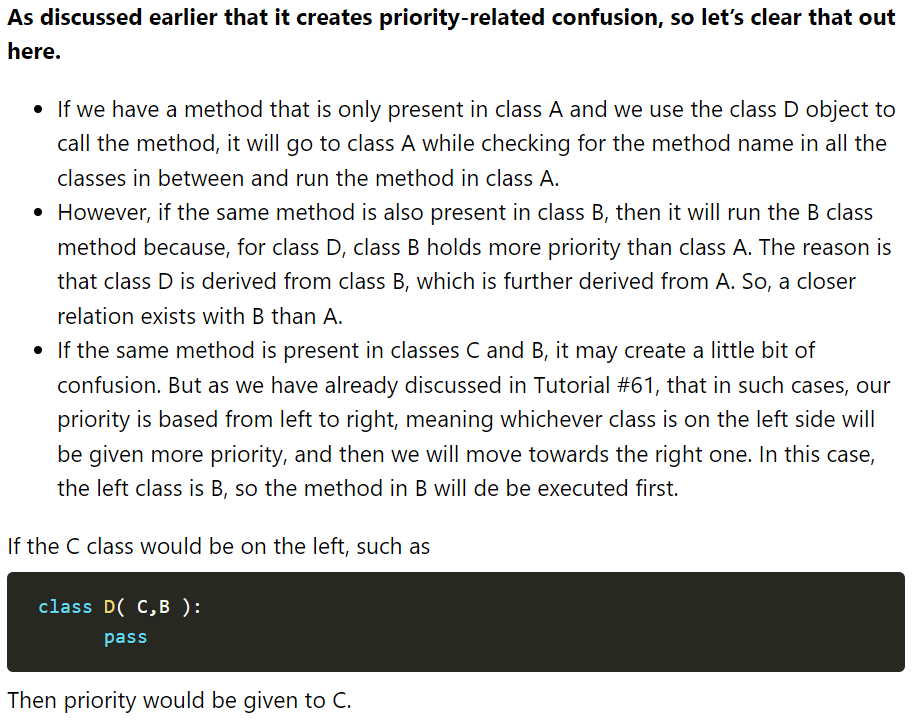 As discussed earlier that it creates priority-related confusion, so let’s clear that out
here.
• If we have a method that is only present in class A and we use the class D object to
call the method, it will go to class A while checking for the method name in all the
classes in between and run the method in class A.
• However, if the same method is also present in class B, then it will run the B class
method because, for class D, class B holds more priority than class A. The reason is
that class D is derived from class B, which is further derived from A. So, a closer
relation exists with B than A.
• If the same method is present in classes C and B, it may create a little bit of
confusion. But as we have already discussed in Tutorial #61, that in such cases, our
priority is based from left to right, meaning whichever class is on the left side will
be given more priority, and then we will move towards the right one. In this case,
the left class is B, so the method in B will de be executed first.
If the C class would be on the left, such as
class D( C,B ):
pass
Then priority would be given to C.